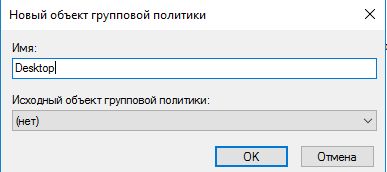 Новый объект групповой политики
Имя:
Desktop
Исходный объект групповой политики:
(нет)
OK
Отмена